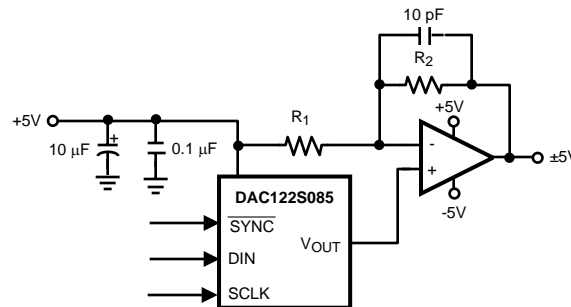 10 pF
R2
+5V
R1
+5V
10 µF
+
0.1 µF
-
+
±5V
-5V
DAC122S085
SYNC
VOUT
DIN
SCLK